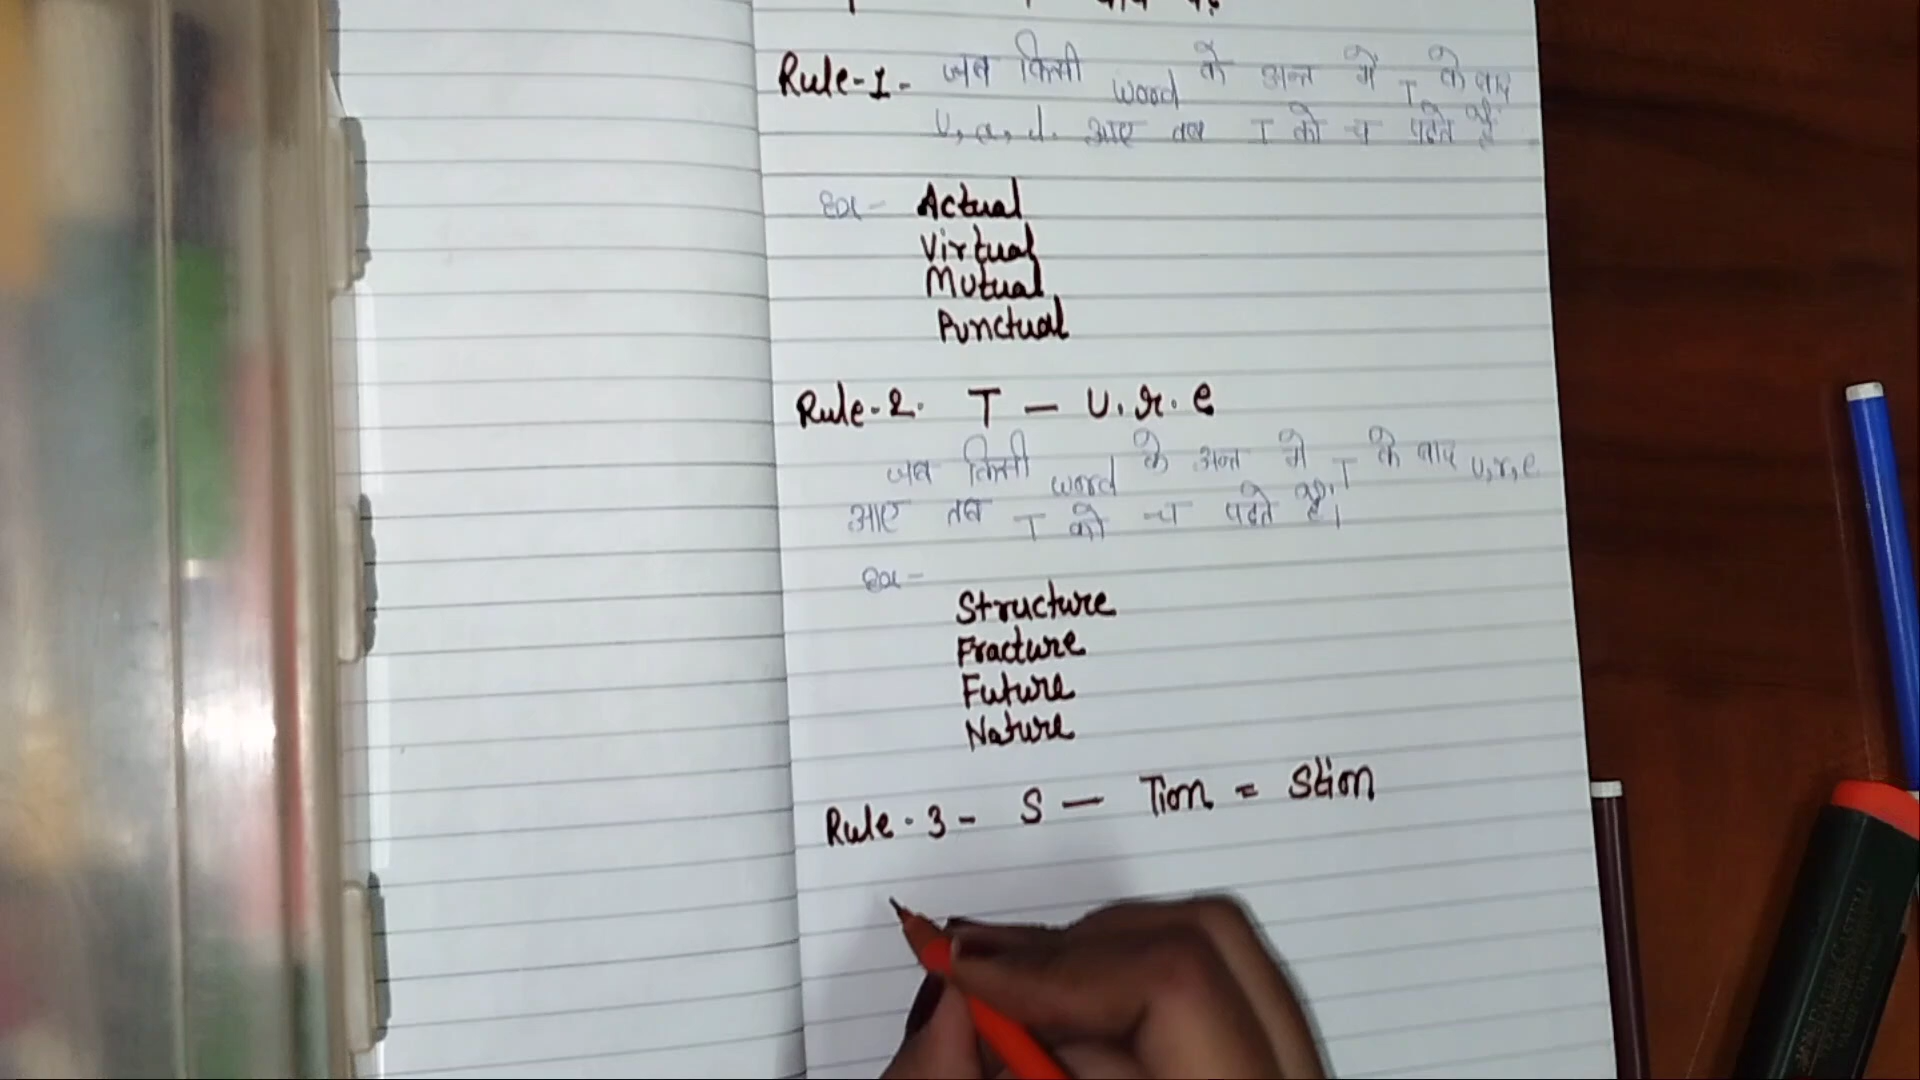 Rule-1- जब किसी word के अन्त में T के बाद
U, a, l. आए तब T को च पढ़ते हैं
Ex- Actual
Virtual
Mutual
Punctual
Rule-2. T — U. r. e
जब किसी word के अन्त मे T के बाद U, r, e
आए तब T को च पढ़ते हैं।
Ex-
Structure
Fracture
Future
Nature
Rule-3- S — Tion = Stion